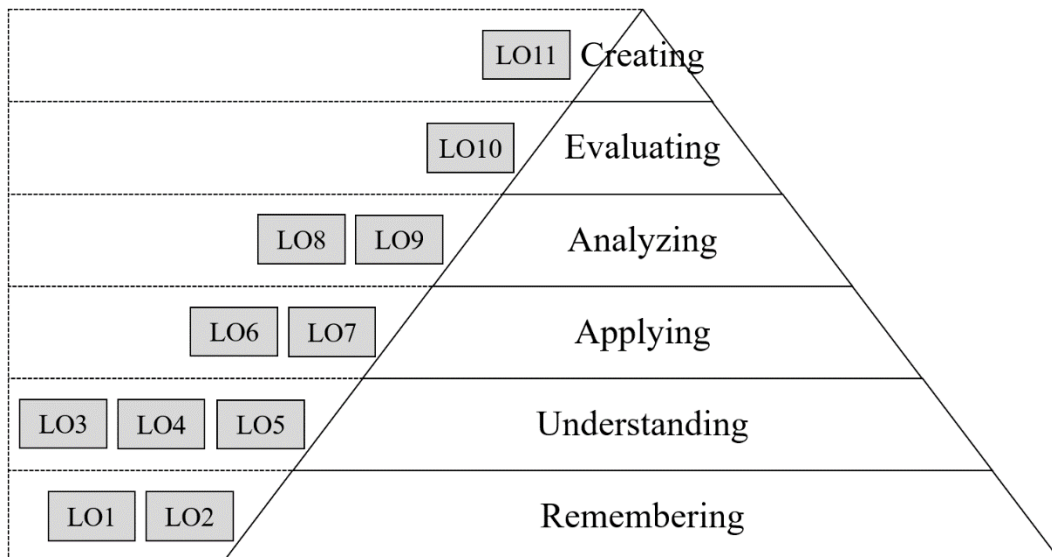 LO11 Creating
LO10 Evaluating
LO8 LO9 Analyzing
LO6 LO7 Applying
LO3 LO4 LO5 Understanding
LO1 LO2 Remembering